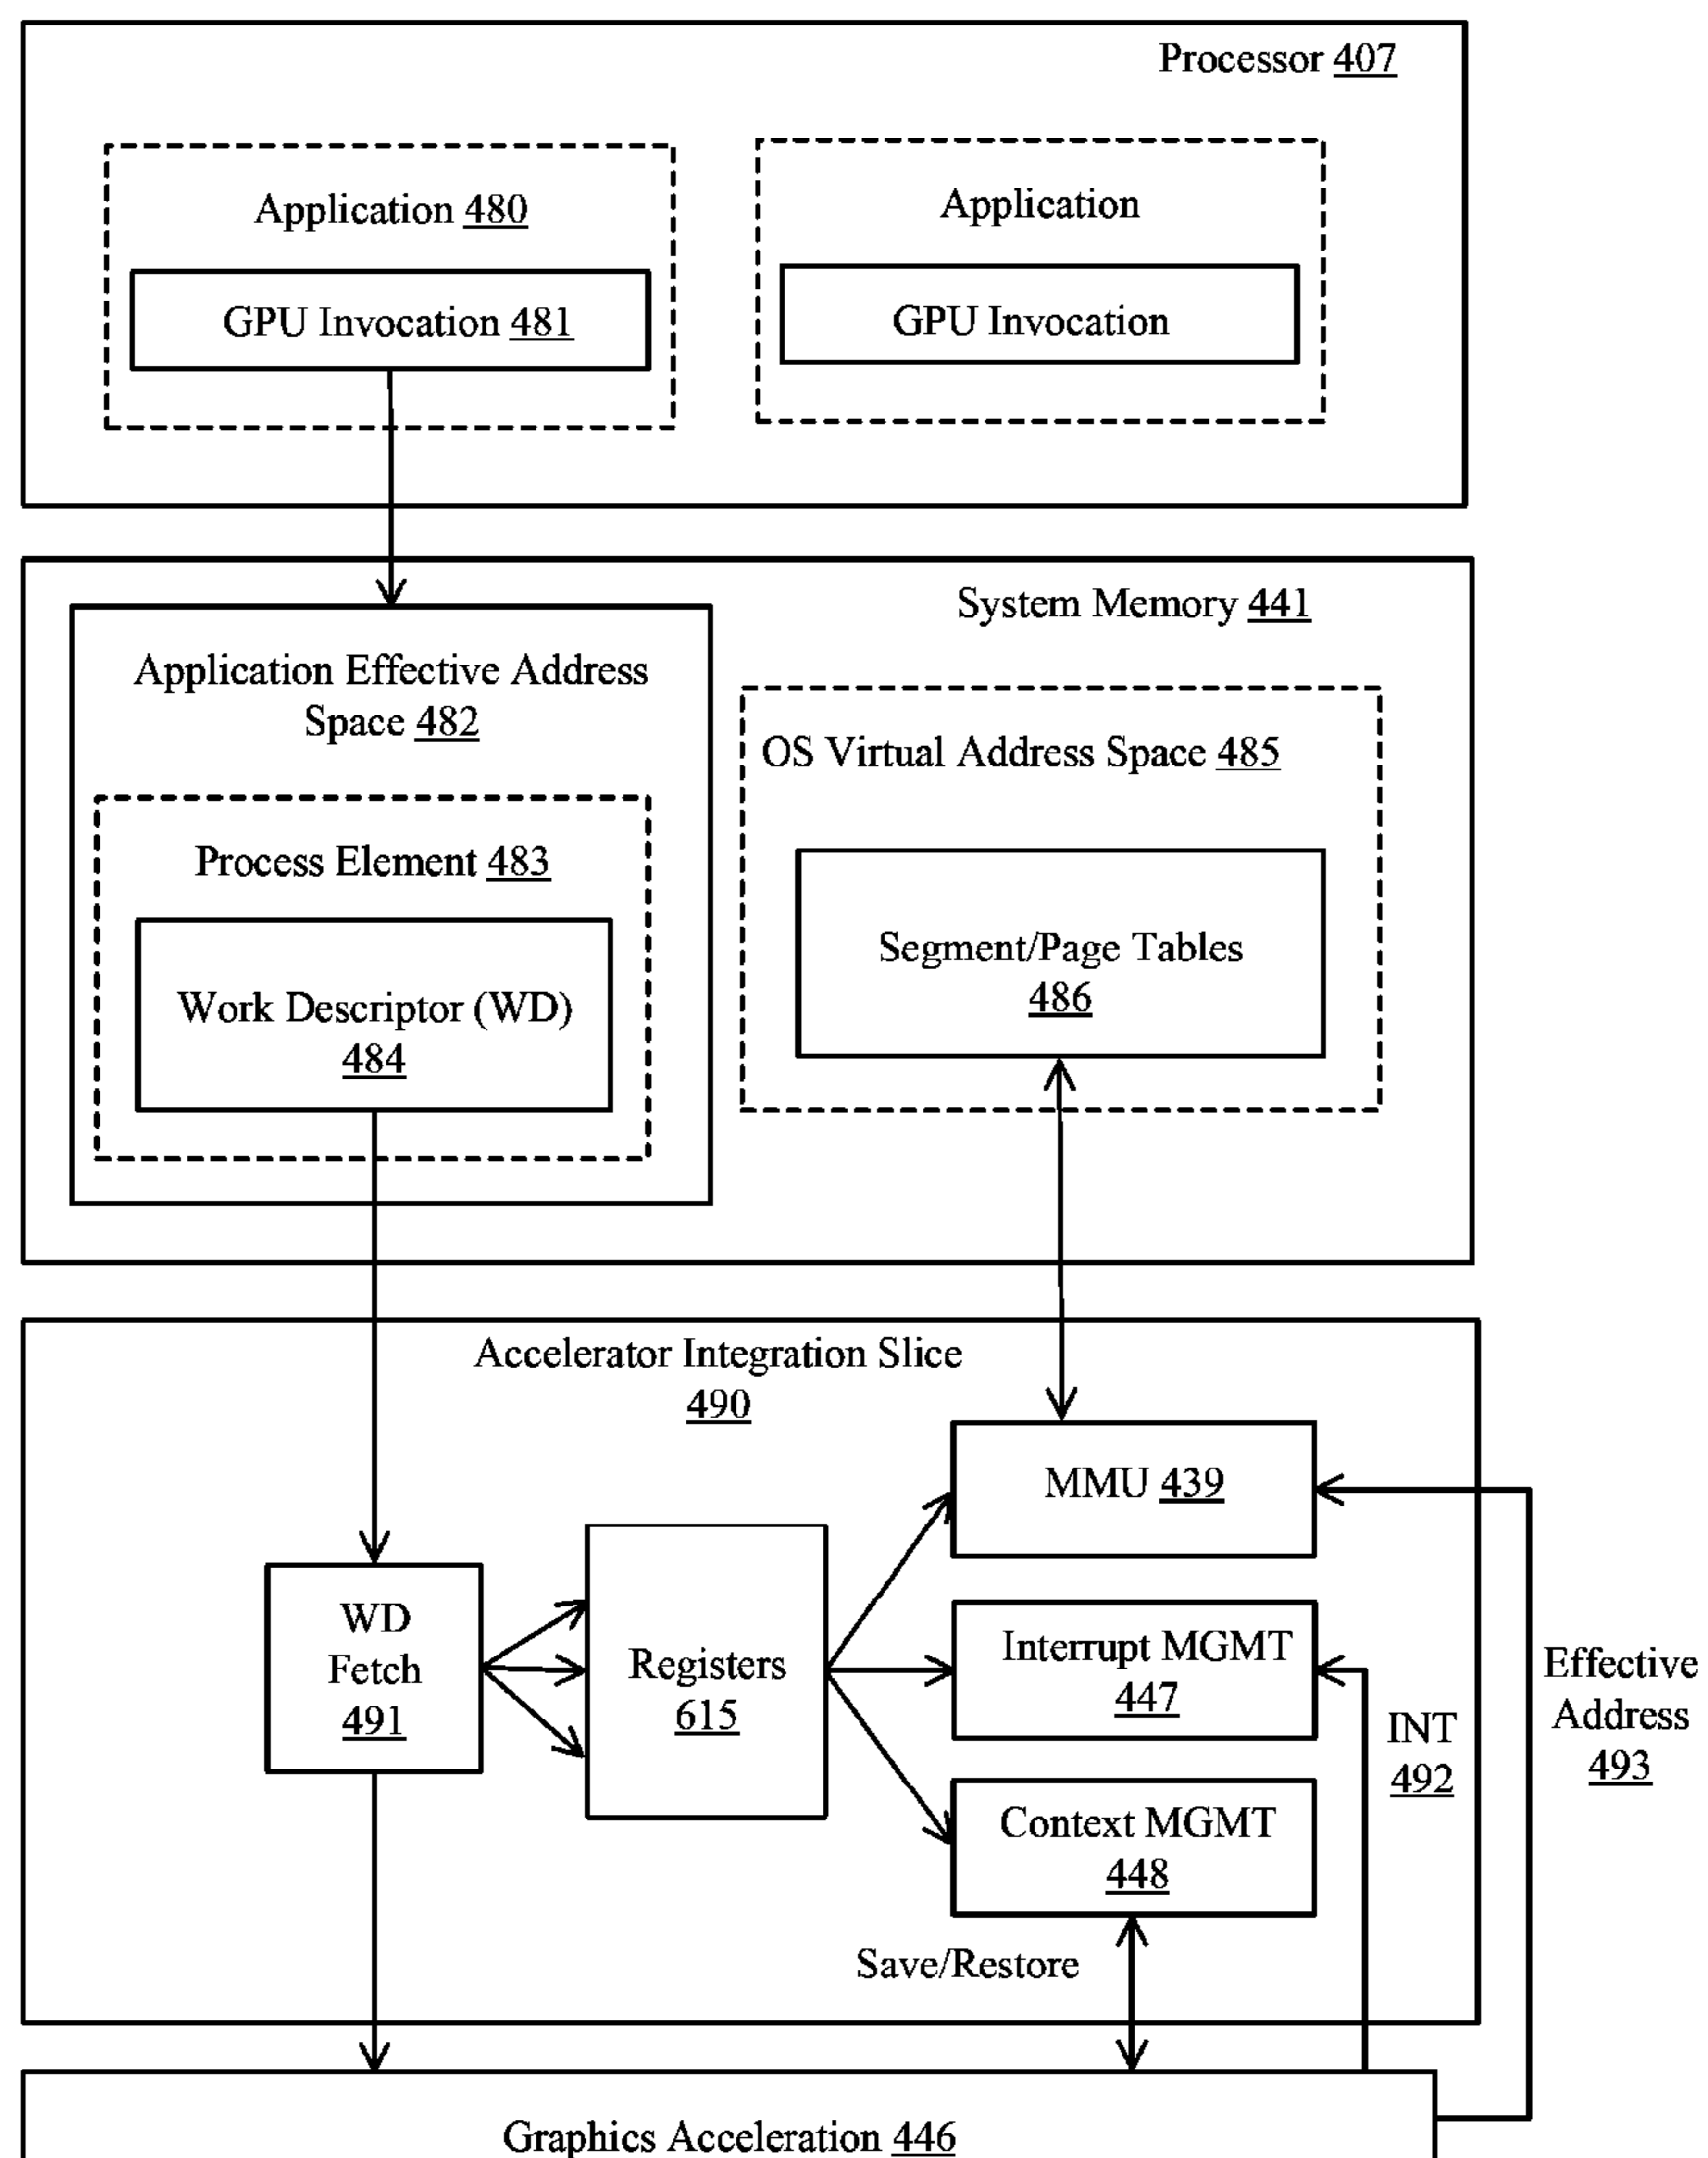 Processor 407
Application 480
Application
GPU Invocation 481
GPU Invocation
System Memory 441
Application Effective Address
Space 482
OS Virtual Address Space 485
Process Element 483
Segment/Page Tables
486
Work Descriptor (WD)
484
Accelerator Integration Slice
490
MMU 439
WD
Fetch
491
Registers
615
Interrupt MGMT
447
Effective
Address
493
INT
492
Context MGMT
448
Save/Restore
Graphics Acceleration 446